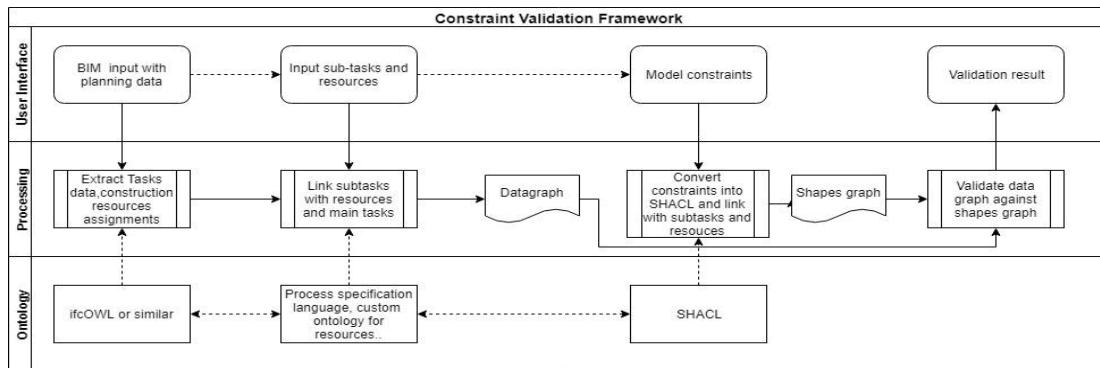 Constraint Validation Framework
User Interface
BIM input with
planning data
Input sub-tasks and
resources
Model constraints
Validation result
Processing
Extract Tasks
data,construction
resources
assignments
Link subtasks
with resources
and main tasks
Datagraph
Convert
constraints into
SHACL and link
with subtasks and
resouces
Shapes graph
Validate data
graph against
shapes graph
Ontology
ifcOWL or similar
Process specification
language, custom
ontology for
resources..
SHACL